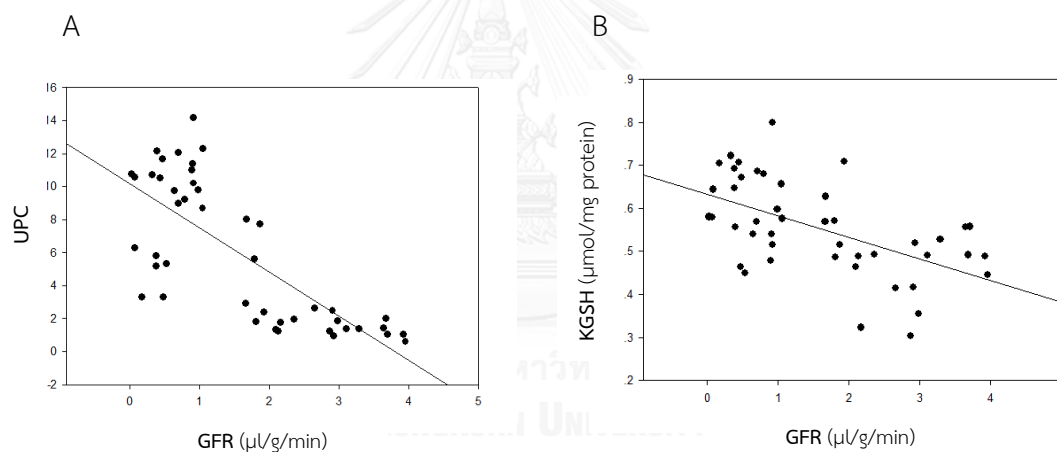 A
16
14
12
10
8
6
4
2
0
-2
UPC
0 1 2 3 4 5
GFR (µl/g/min)
B
.9
.8
.7
.6
.5
.4
.3
.2
KGSH (µmol/mg protein)
0 1 2 3 4
GFR (µl/g/min)